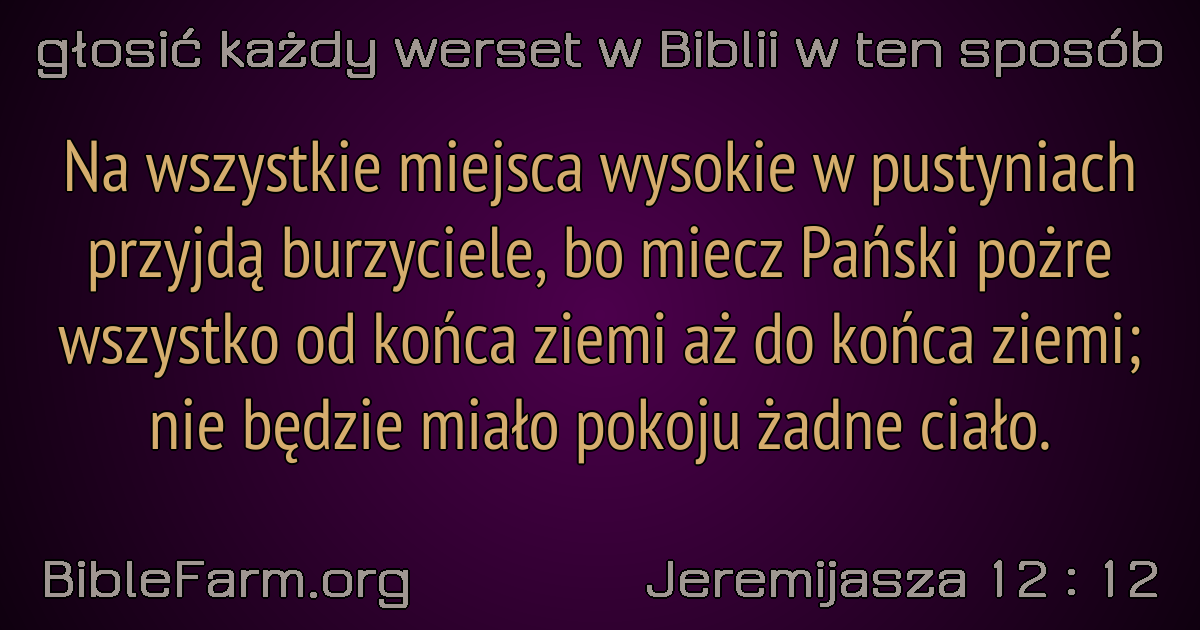 głosić każdy werset w Biblii w ten sposób
Na wszystkie miejsca wysokie w pustyniach
przyjdą burzyciele, bo miecz Pański pożre
wszystko od końca ziemi aż do końca ziemi;
nie będzie miało pokoju żadne ciało.
BibleFarm.org
Jeremijasza 12 : 12